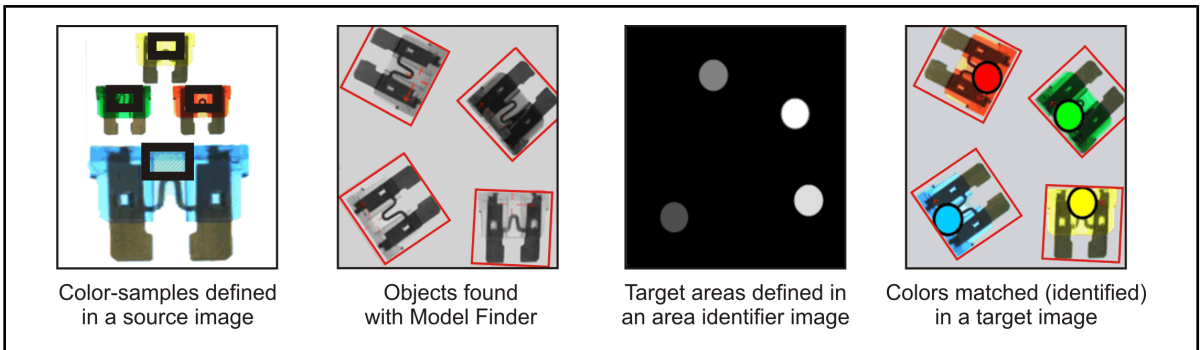 Color-samples defined
in a source image
Objects found
with Model Finder
Target areas defined in
an area identifier image
Colors matched (identified)
in a target image